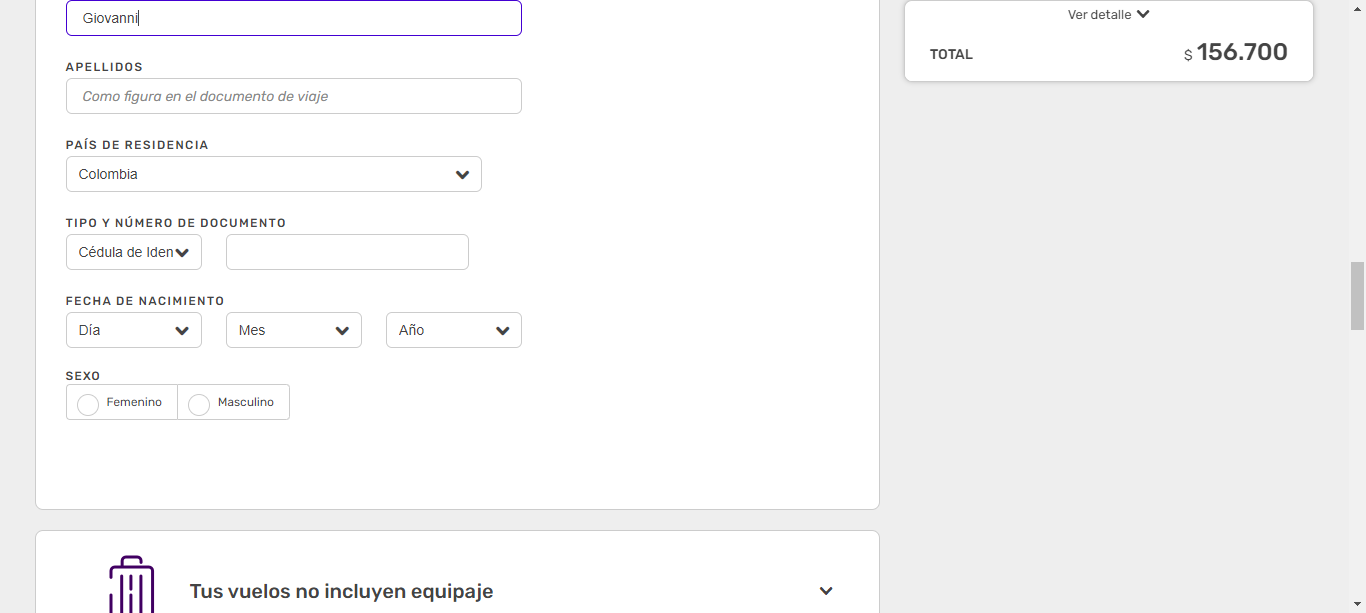 Giovanni
APELLIDOS
Como figura en el documento de viaje
PAÍS DE RESIDENCIA
Colombia
TIPO Y NÚMERO DE DOCUMENTO
Cédula de Iden
FECHA DE NACIMIENTO
Día Mes Año
SEXO
Femenino Masculino
Tus vuelos no incluyen equipaje
Ver detalle
TOTAL $ 156.700